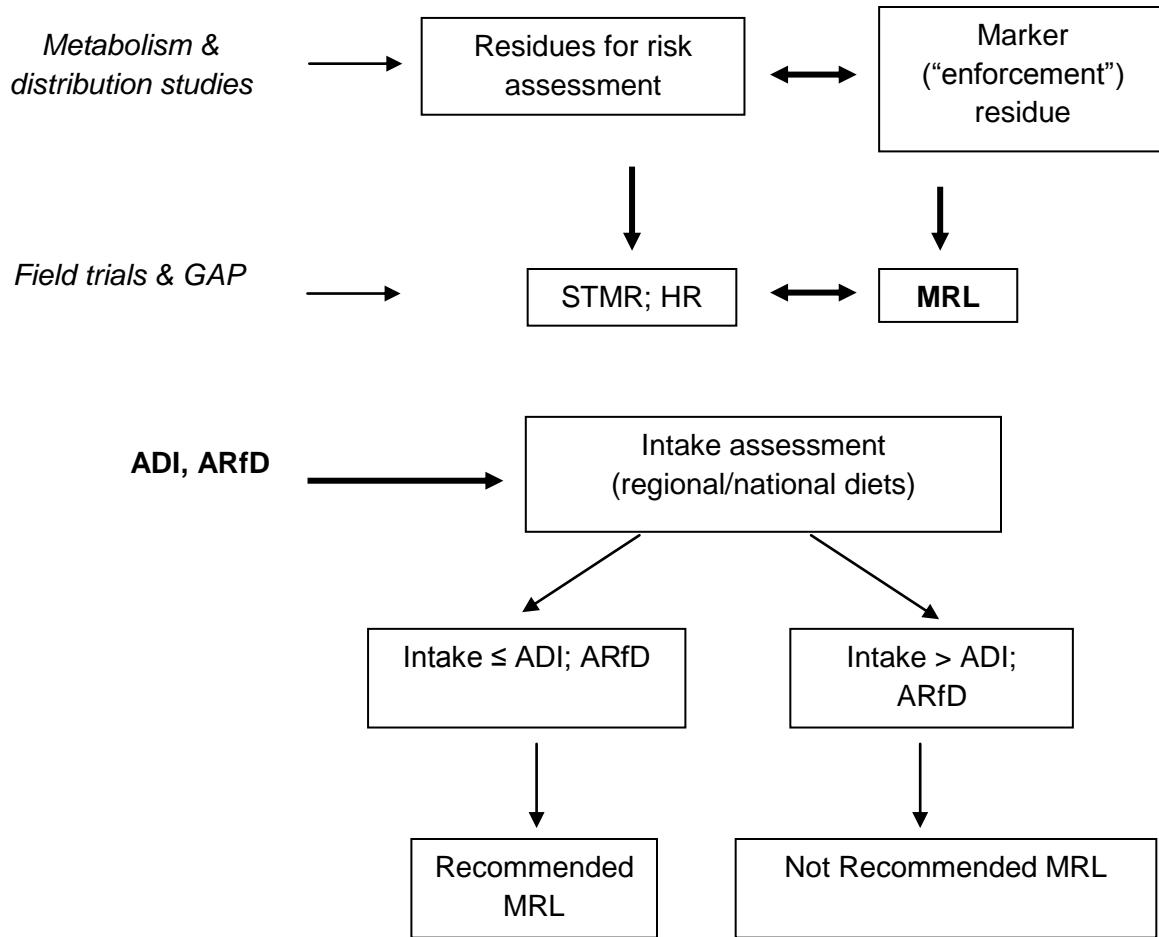 Metabolism &
distribution studies
Residues for risk
assessment
Marker
(“enforcement”)
residue
Field trials & GAP
STMR; HR
MRL
ADI, ARfD
Intake assessment
(regional/national diets)
Intake ≤ ADI; ARfD
Intake > ADI;
ARfD
Recommended
MRL
Not Recommended MRL